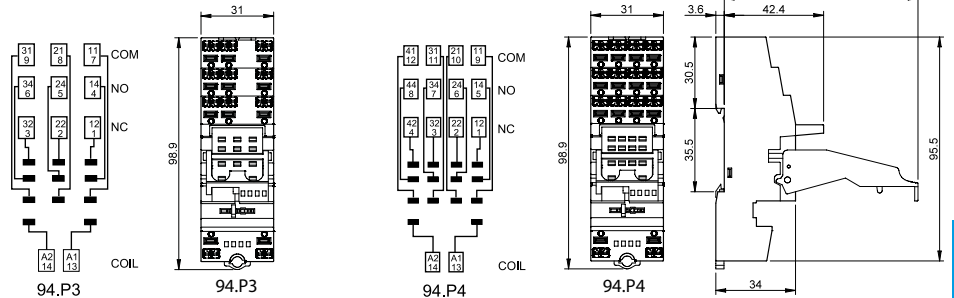 31 21 11 COM
9 8 7
34 24 14 NO
6 5 4
32 22 12 NC
3 2 1
A2 A1
14 13 COIL
94.P3
31
98.9
94.P3
41 31 21 11 COM
12 11 10 9
44 34 24 14 NO
8 7 6 5
42 32 22 12 NC
4 3 2 1
A2 A1
14 13 COIL
94.P4
31
98.9
94.P4
3.6 42.4
30.5
35.5
95.5
34